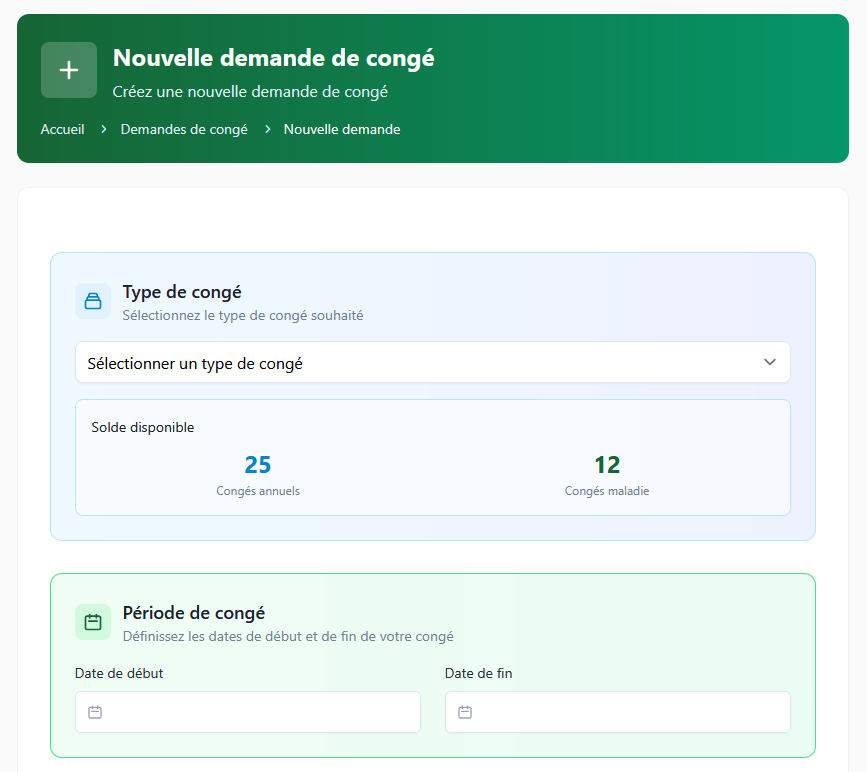 Nouvelle demande de congé
Créez une nouvelle demande de congé
Accueil > Demandes de congé > Nouvelle demande
Type de congé
Sélectionnez le type de congé souhaité
Sélectionner un type de congé
Solde disponible
25 12
Congés annuels Congés maladie
Période de congé
Définissez les dates de début et de fin de votre congé
Date de début Date de fin